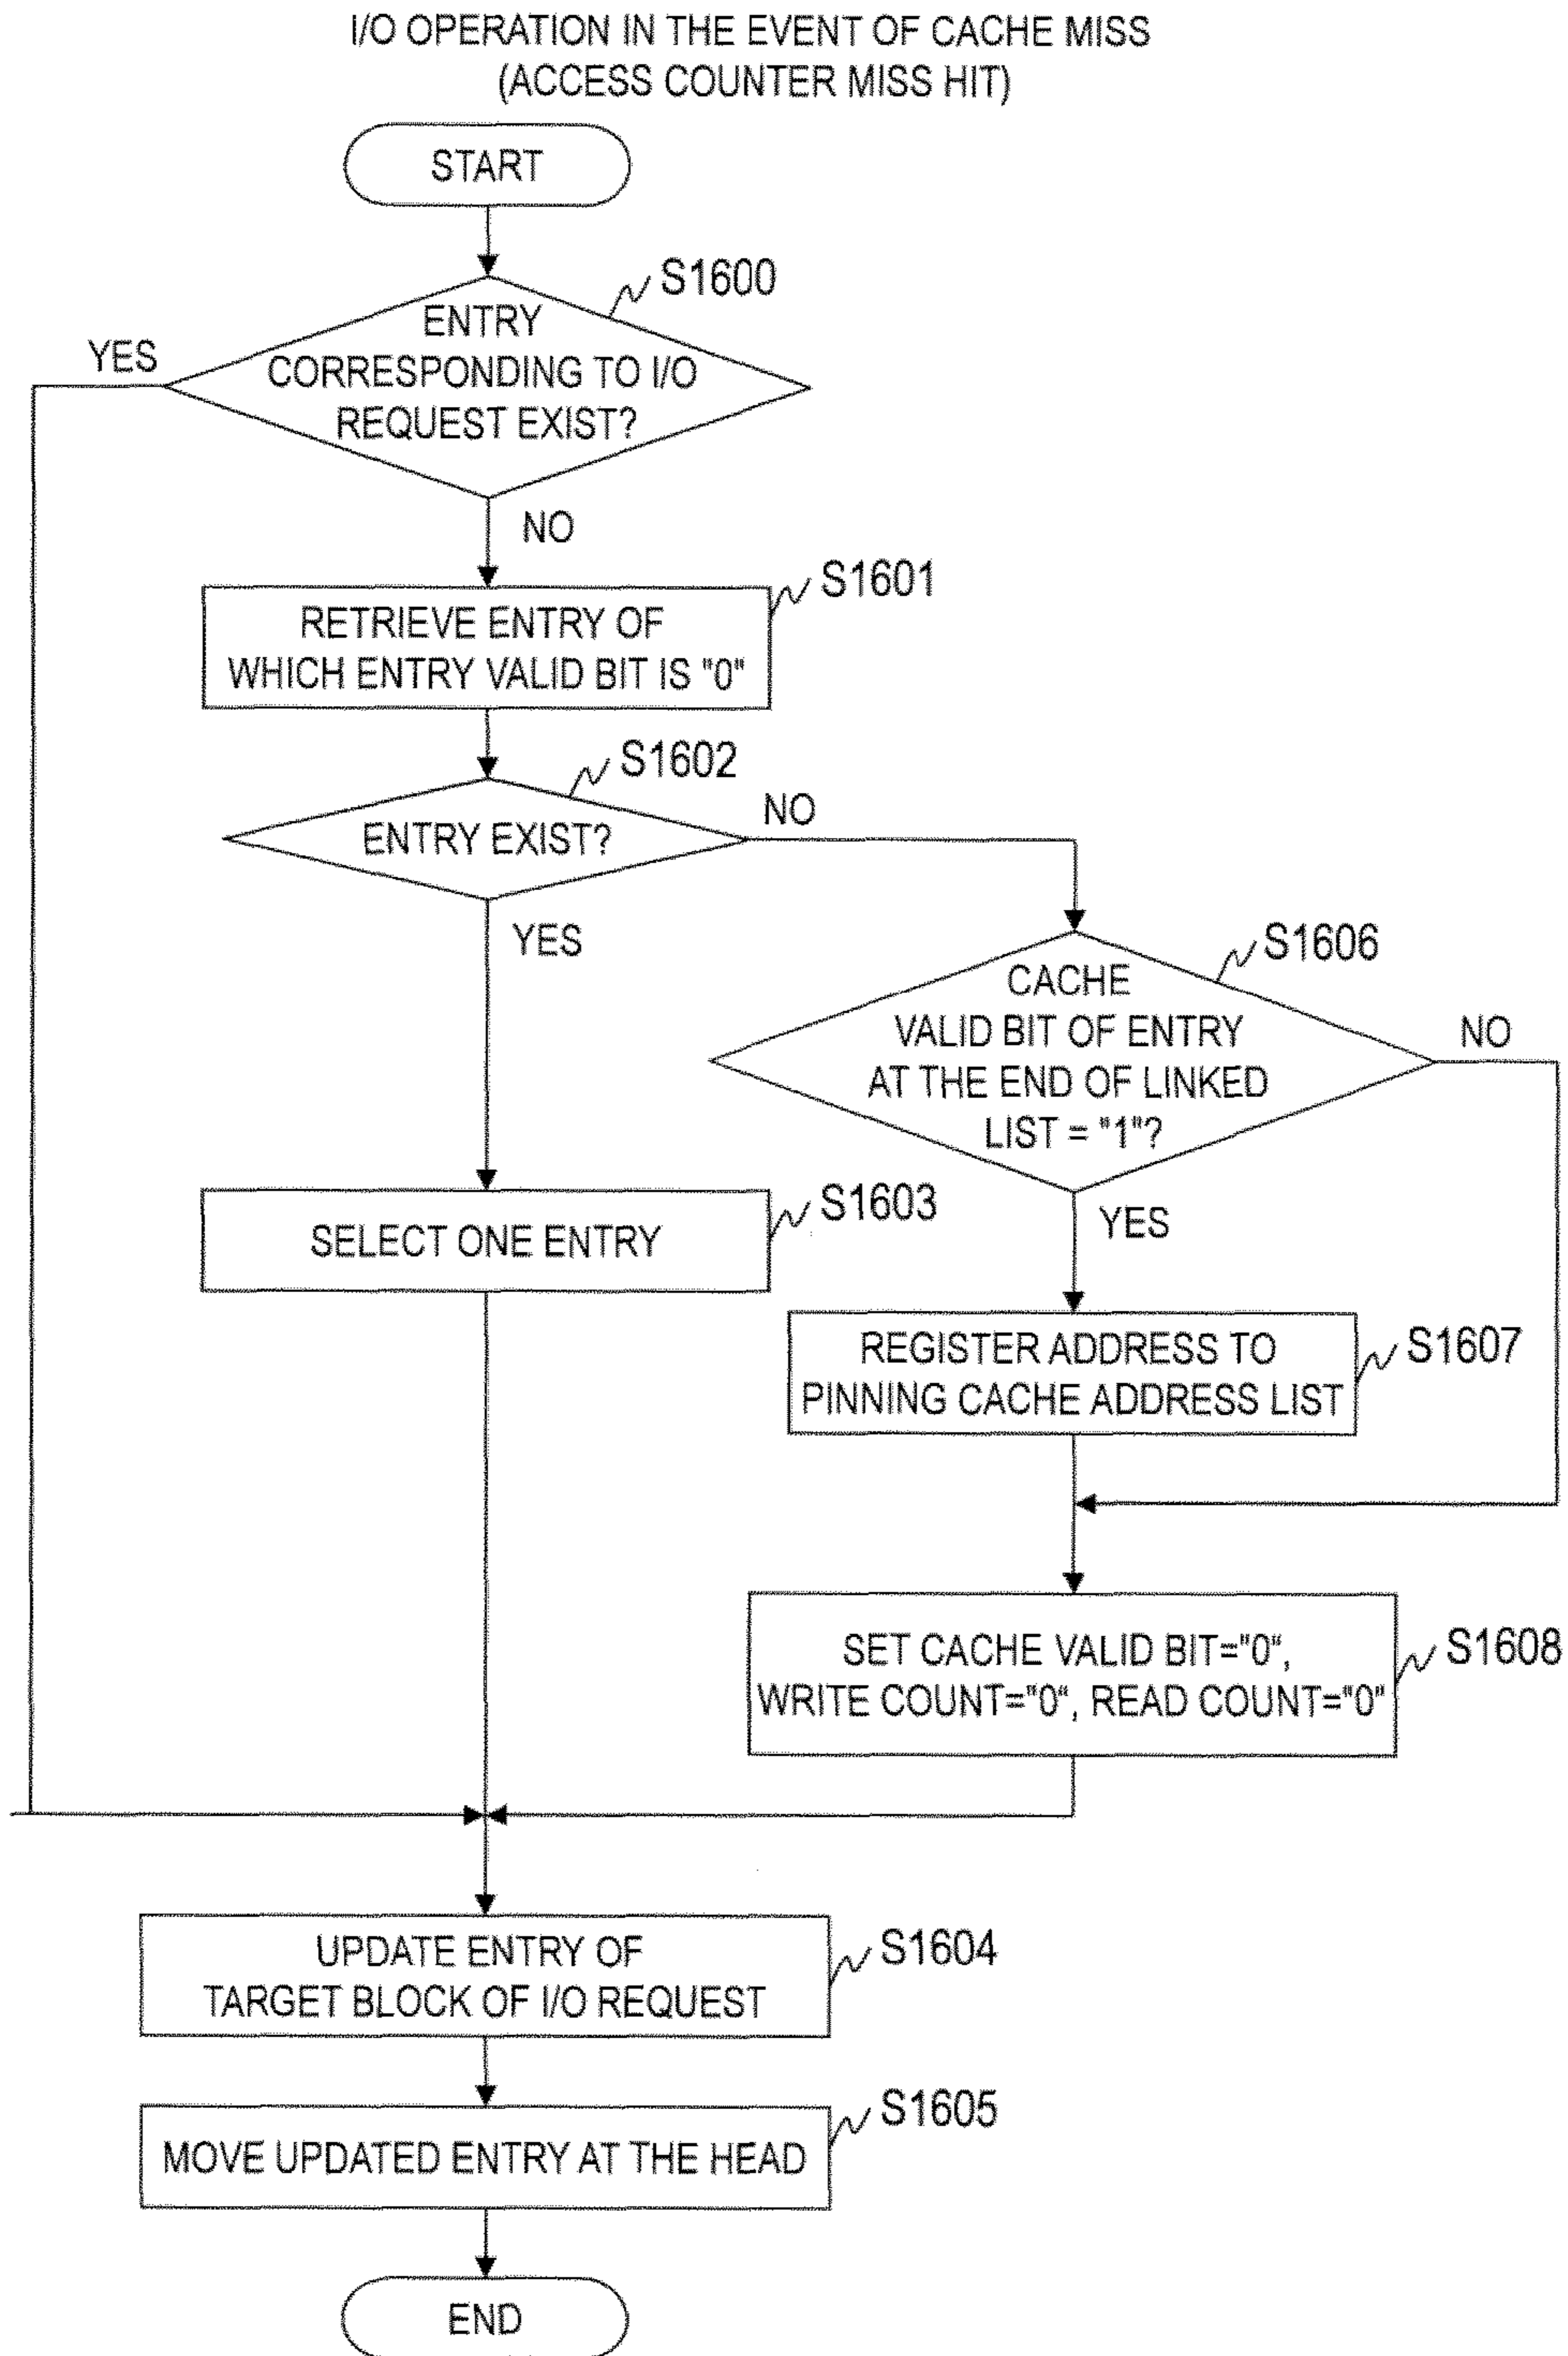 I/O OPERATION IN THE EVENT OF CACHE MISS
(ACCESS COUNTER MISS HIT)
START
S1600
ENTRY
CORRESPONDING TO I/O
REQUEST EXIST?
YES
NO
S1601
RETRIEVE ENTRY OF
WHICH ENTRY VALID BIT IS "0"
S1602
ENTRY EXIST?
NO
YES
S1606
CACHE
VALID BIT OF ENTRY
AT THE END OF LINKED
LIST = "1"?
NO
YES
S1603
SELECT ONE ENTRY
S1607
REGISTER ADDRESS TO
PINNING CACHE ADDRESS LIST
S1608
SET CACHE VALID BIT="0",
WRITE COUNT="0", READ COUNT="0"
S1604
UPDATE ENTRY OF
TARGET BLOCK OF I/O REQUEST
S1605
MOVE UPDATED ENTRY AT THE HEAD
END